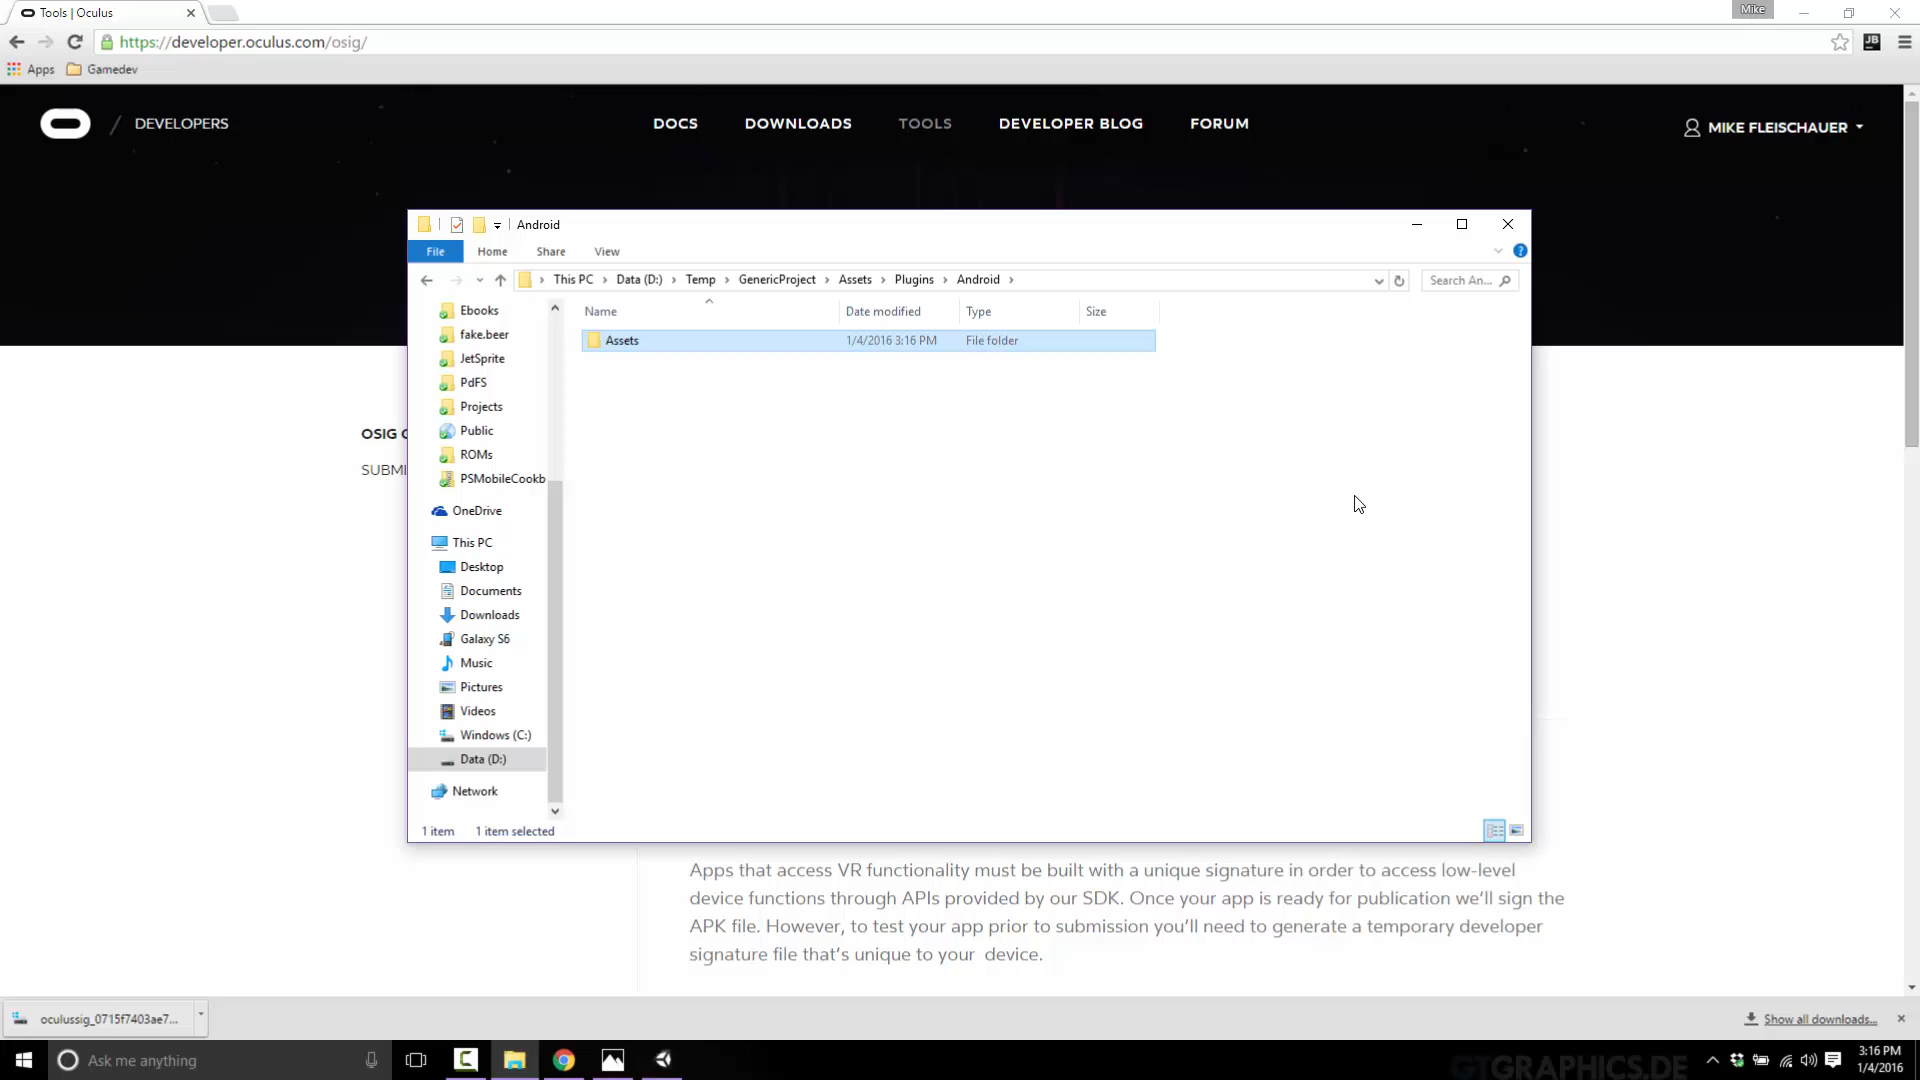 Tools | Oculus
Mike
https://developer.oculus.com/osig/
JB
Apps
Gamedev
/ DEVELOPERS
DOCS
DOWNLOADS
TOOLS
DEVELOPER BLOG
FORUM
MIKE FLEISCHAUER
Android
File
Home
Share
View
This PC > Data (D:) > Temp > GenericProject > Assets > Plugins > Android >
Search An...
Name
Date modified
Type
Size
Assets
1/4/2016 3:16 PM
File folder
Ebooks
fake.beer
JetSprite
PdFS
Projects
Public
ROMs
PSMobileCookb
OneDrive
This PC
Desktop
Documents
Downloads
Galaxy S6
Music
Pictures
Videos
Windows (C:)
Data (D:)
Network
1 item
1 item selected
OSIG
SUBMI
Apps that access VR functionality must be built with a unique signature in order to access low-level
device functions through APIs provided by our SDK. Once your app is ready for publication we'll sign the
APK file. However, to test your app prior to submission you'll need to generate a temporary developer
signature file that's unique to your device.
oculussig_0715f7403ae7...
Show all downloads...
Ask me anything
GTGRAPHICS.DE
3:16 PM
1/4/2016